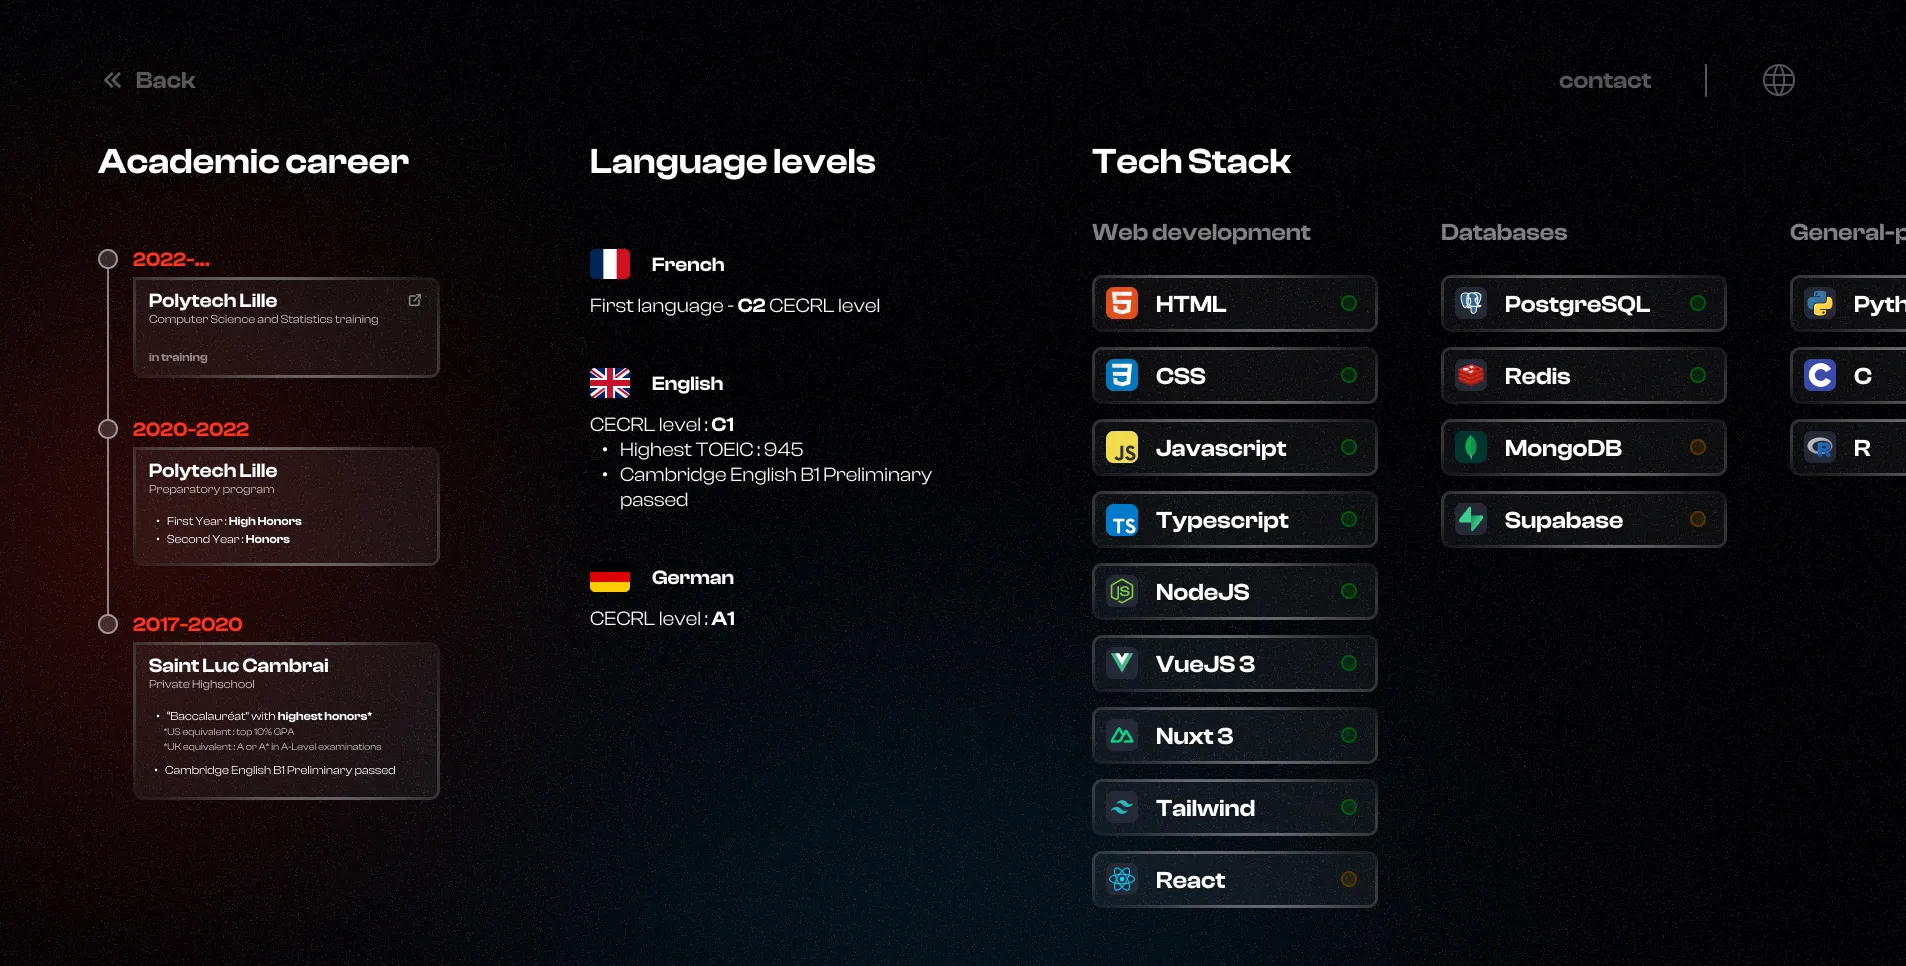 Back
contact
Academic career
2022-...
Polytech Lille
Computer Science and Statistics training
in training
2020-2022
Polytech Lille
Preparatory program
• First Year : High Honors
• Second Year : Honors
2017-2020
Saint Luc Cambrai
Private Highschool
• "Baccalauréat" with highest honors*
*US equivalent : top 10% GPA
*UK equivalent : A or A* in A-Level examinations
• Cambridge English B1 Preliminary passed
Language levels
French
First language - C2 CECRL level
English
CECRL level : C1
• Highest TOEIC : 945
• Cambridge English B1 Preliminary
passed
German
CECRL level : A1
Tech Stack
Web development
HTML
CSS
JS Javascript
TS Typescript
JS NodeJS
VueJS 3
Nuxt 3
Tailwind
React
Databases
PostgreSQL
Redis
MongoDB
Supabase
General-p
Pyth
C C
R R